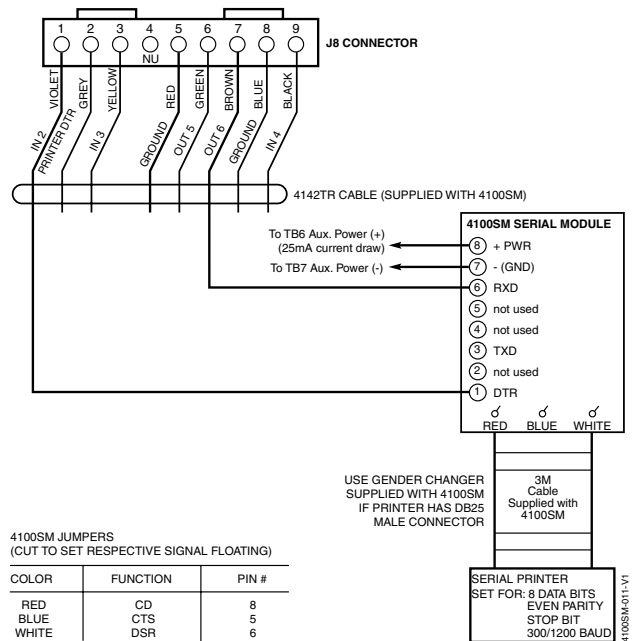 1 2 3 4 5 6 7 8 9
J8 CONNECTOR
NU
VIOLET
GREY
YELLOW
RED
GREEN
BROWN
BLUE
BLACK
IN 2
PRINTER DTR
IN 3
GROUND
OUT 5
OUT 6
GROUND
IN 4
4142TR CABLE (SUPPLIED WITH 4100SM)
4100SM SERIAL MODULE
To TB6 Aux. Power (+)
(25mA current draw)
To TB7 Aux. Power (-)
8 + PWR
7 - (GND)
6 RXD
5 not used
4 not used
3 TXD
2 not used
1 DTR
RED BLUE WHITE
USE GENDER CHANGER
SUPPLIED WITH 4100SM
IF PRINTER HAS DB25
MALE CONNECTOR
3M
Cable
Supplied with
4100SM
4100SM JUMPERS
(CUT TO SET RESPECTIVE SIGNAL FLOATING)
COLOR FUNCTION PIN #
RED CD 8
BLUE CTS 5
WHITE DSR 6
SERIAL PRINTER
SET FOR: 8 DATA BITS
EVEN PARITY
STOP BIT
300/1200 BAUD
4100SM-011-V1